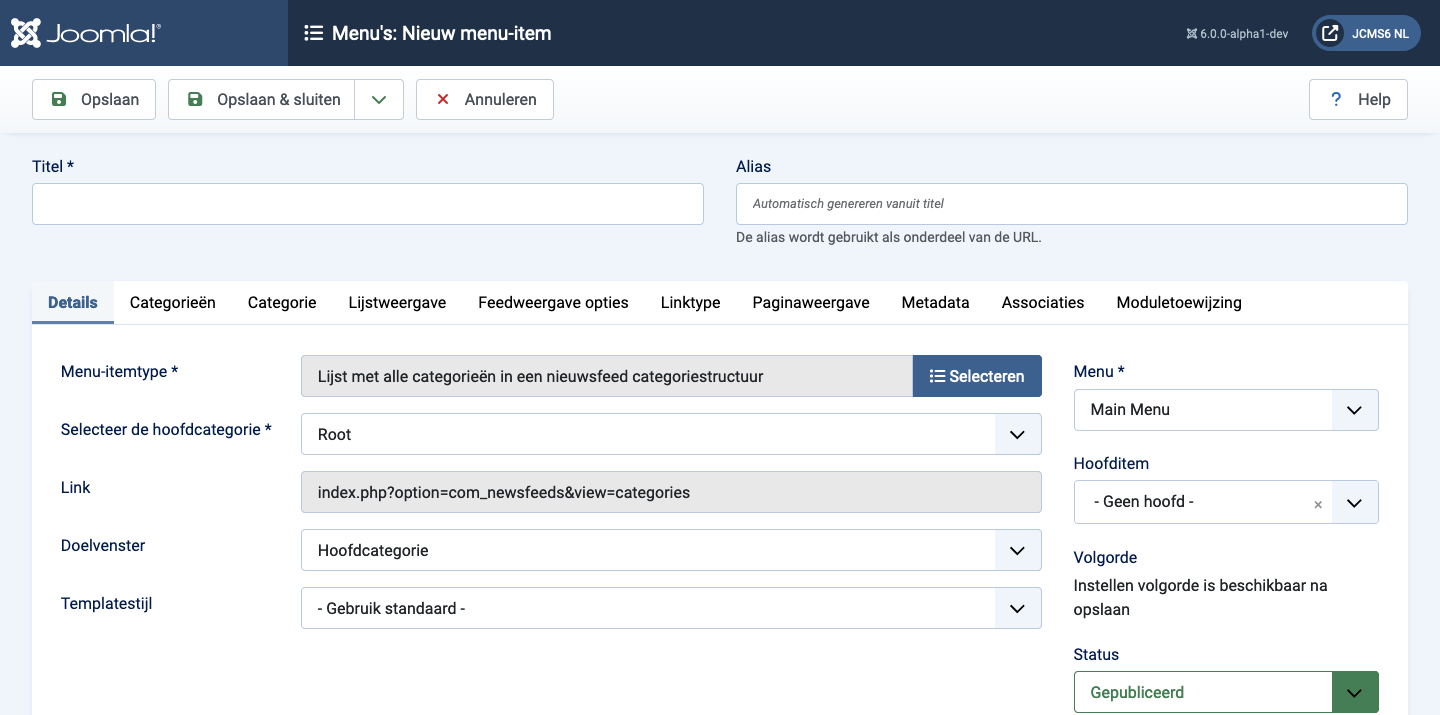 Joomla!®
Menu's: Nieuw menu-item
6.0.0-alpha1-dev
JCMS6 NL
Opslaan
Opslaan & sluiten
Annuleren
? Help
Titel *
Alias
Automatisch genereren vanuit titel
De alias wordt gebruikt als onderdeel van de URL.
Details Categorieën Categorie Lijstweergave Feedweergave opties Linktype Paginaweergave Metadata Associaties Moduletoewijzing
Menu-itemtype *
Lijst met alle categorieën in een nieuwsfeed categoriestructuur
Selecteren
Selecteer de hoofdcategorie *
Root
Link
index.php?option=com_newsfeeds&view=categories
Doelvenster
Hoofdcategorie
Templatestijl
- Gebruik standaard -
Menu *
Main Menu
Hoofditem
- Geen hoofd - ×
Volgorde
Instellen volgorde is beschikbaar na
opslaan
Status
Gepubliceerd